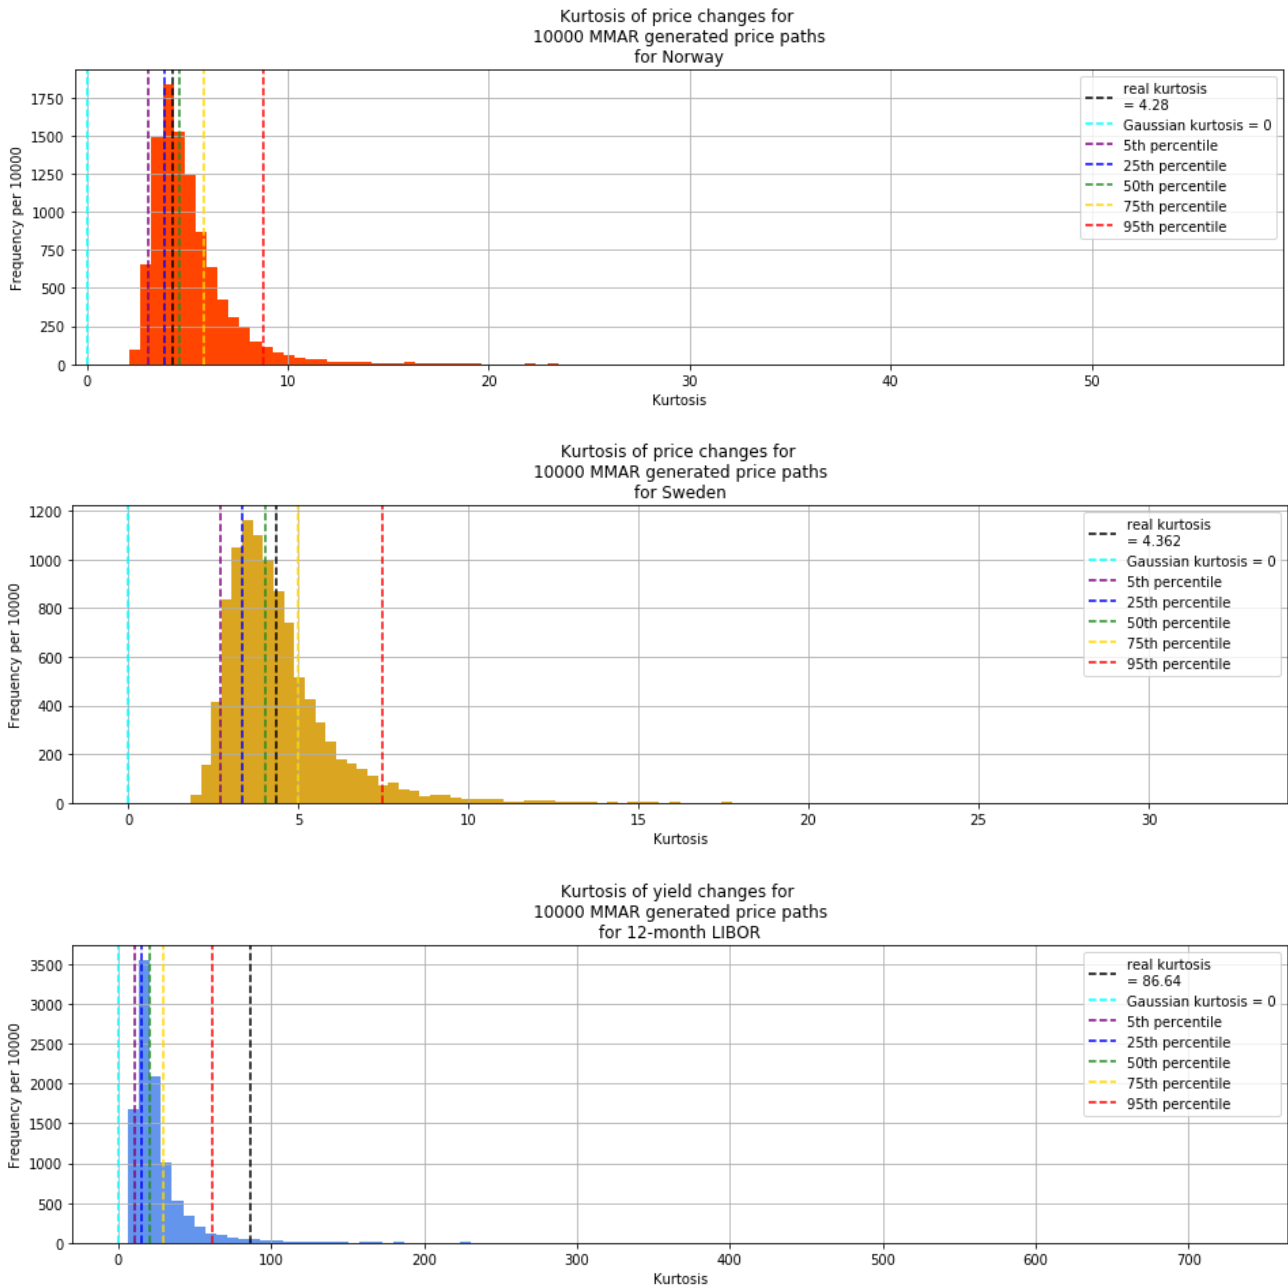 Kurtosis of price changes for
10000 MMAR generated price paths
for Norway
Frequency per 10000
1750
1500
1250
1000
750
500
250
0
real kurtosis
= 4.28
Gaussian kurtosis = 0
5th percentile
25th percentile
50th percentile
75th percentile
95th percentile
0 10 20 30 40 50
Kurtosis
Kurtosis of price changes for
10000 MMAR generated price paths
for Sweden
Frequency per 10000
1200
1000
800
600
400
200
0
real kurtosis
= 4.362
Gaussian kurtosis = 0
5th percentile
25th percentile
50th percentile
75th percentile
95th percentile
0 5 10 15 20 25 30
Kurtosis
Kurtosis of yield changes for
10000 MMAR generated price paths
for 12-month LIBOR
Frequency per 10000
3500
3000
2500
2000
1500
1000
500
0
real kurtosis
= 86.64
Gaussian kurtosis = 0
5th percentile
25th percentile
50th percentile
75th percentile
95th percentile
0 100 200 300 400 500 600 700
Kurtosis